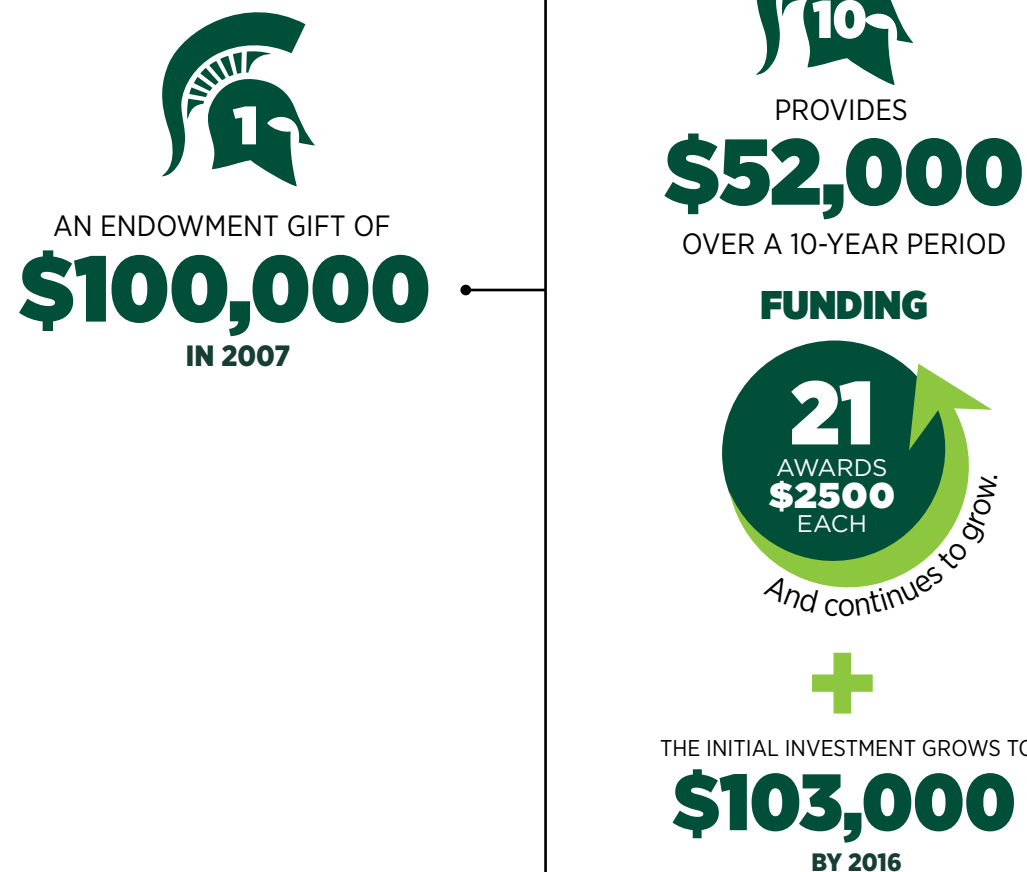 1
AN ENDOWMENT GIFT OF
$100,000
IN 2007
10
PROVIDES
$52,000
OVER A 10-YEAR PERIOD
FUNDING
21
AWARDS
$2500
EACH
And continues to grow.
+
THE INITIAL INVESTMENT GROWS TO
$103,000
BY 2016